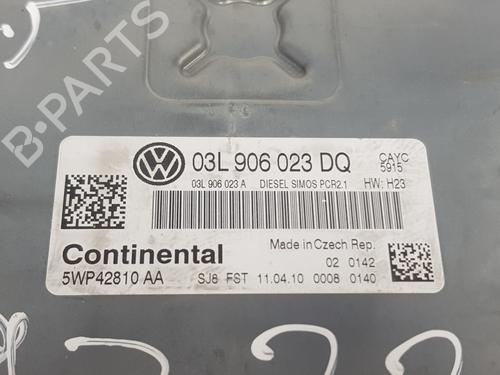 B-PARTS
03L 906 023 DQ
CAYC
5915
03L 906 023 A DIESEL SIMOS PCR2.1 HW: H23
Continental
Made in Czech Rep.
02 0142
5WP42810 AA SJ8 FST 11.04.10 0008 0140